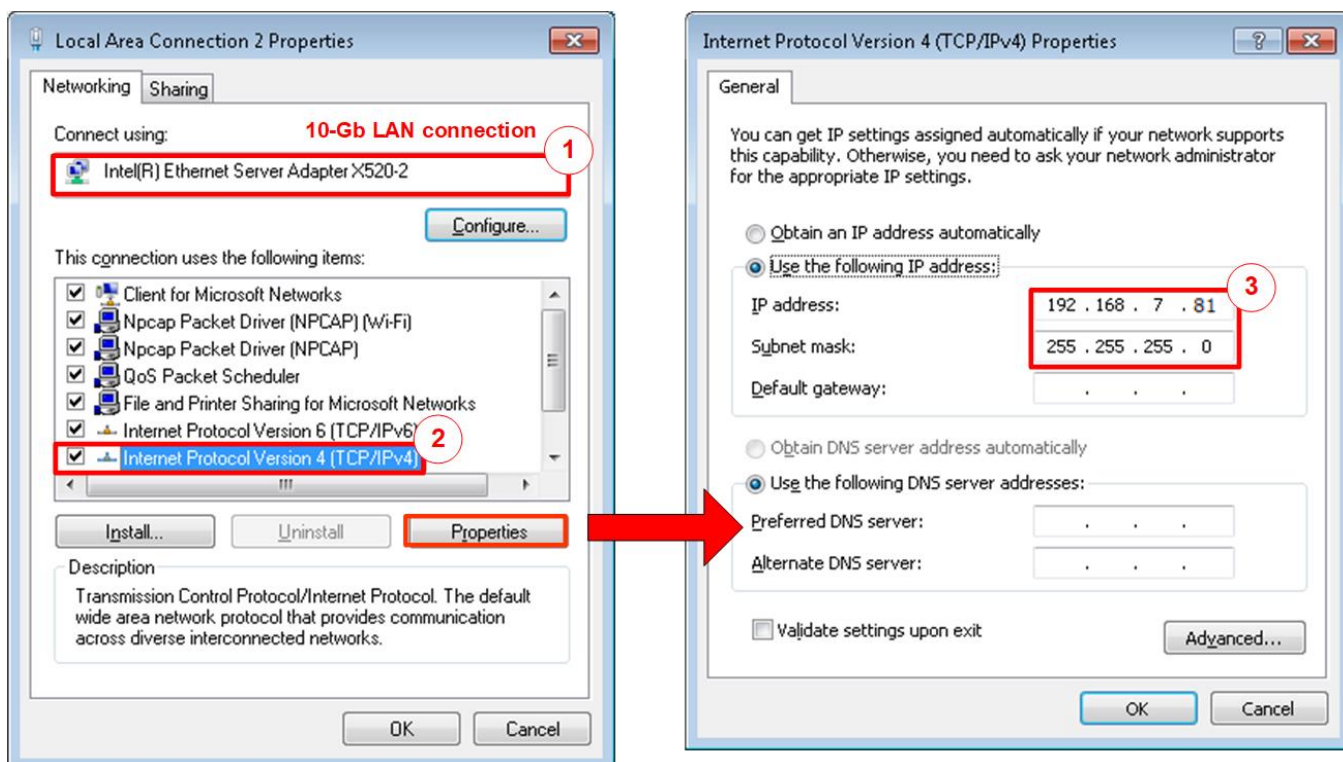 Local Area Connection 2 Properties
Networking
Sharing
Connect using:
10-Gb LAN connection
1
Intel(R) Ethernet Server Adapter X520-2
Configure...
This connection uses the following items:
Client for Microsoft Networks
Npcap Packet Driver (NPCAP) (Wi-Fi)
Npcap Packet Driver (NPCAP)
QoS Packet Scheduler
File and Printer Sharing for Microsoft Networks
Internet Protocol Version 6 (TCP/IPv6)
2
Internet Protocol Version 4 (TCP/IPv4)
Install...
Uninstall
Properties
Description
Transmission Control Protocol/Internet Protocol. The default
wide area network protocol that provides communication
across diverse interconnected networks.
OK
Cancel
Internet Protocol Version 4 (TCP/IPv4) Properties
General
You can get IP settings assigned automatically if your network supports
this capability. Otherwise, you need to ask your network administrator
for the appropriate IP settings.
Obtain an IP address automatically
Use the following IP address:
3
IP address: 192 . 168 . 7 . 81
Subnet mask: 255 . 255 . 255 . 0
Default gateway: . . .
Obtain DNS server address automatically
Use the following DNS server addresses:
Preferred DNS server: . . .
Alternate DNS server: . . .
Validate settings upon exit
Advanced...
OK
Cancel